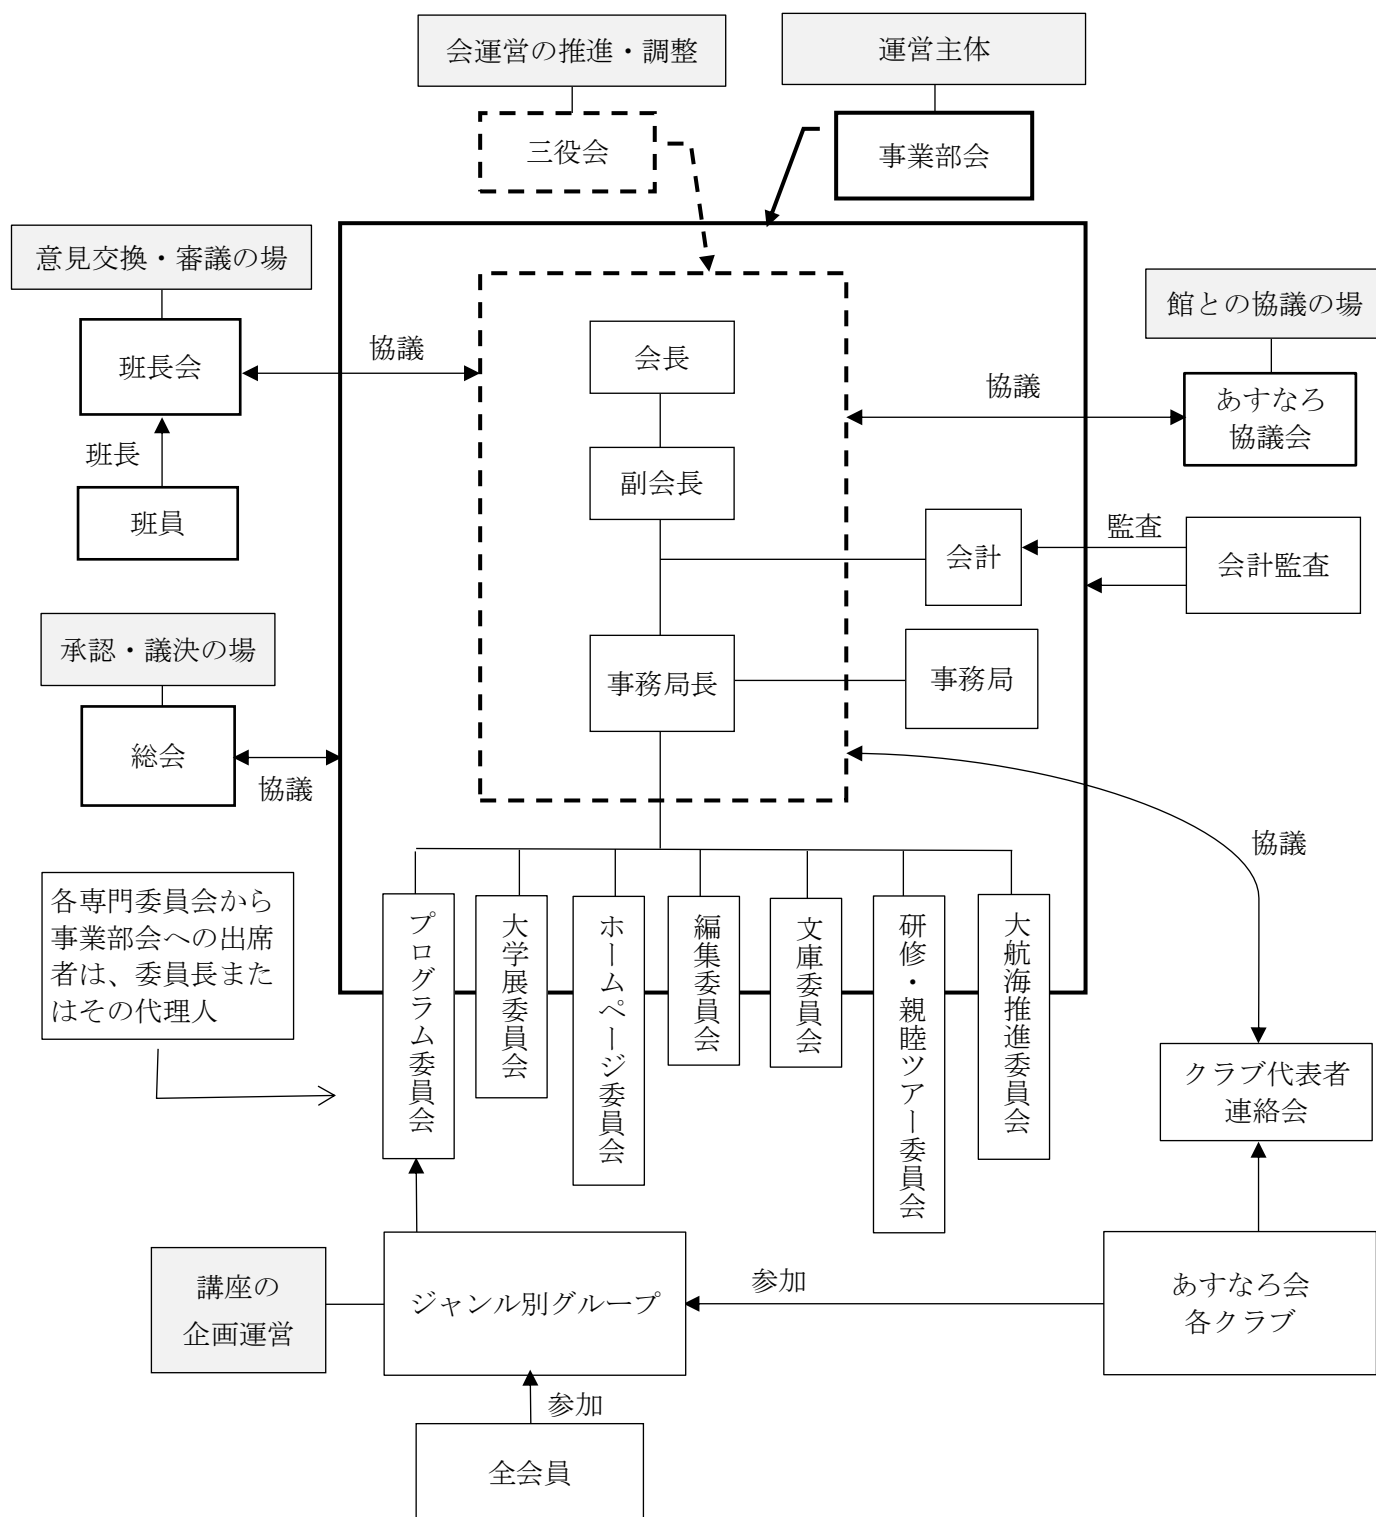 会運営の推進・調整
運営主体
三役会
事業部会
意見交換・審議の場
館との協議の場
班長会
協議
会長
協議
あすなろ
協議会
班長
副会長
班員
会計
監査
会計監査
承認・議決の場
事務局長
事務局
総会
協議
協議
各専門委員会から
事業部会への出席
者は、委員長また
はその代理人
プログラム委員会
大学展委員会
ホームページ委員会
編集委員会
文庫委員会
研修・親睦ツアー委員会
大航海推進委員会
クラブ代表者
連絡会
講座の
企画運営
ジャンル別グループ
参加
あすなろ会
各クラブ
参加
全会員